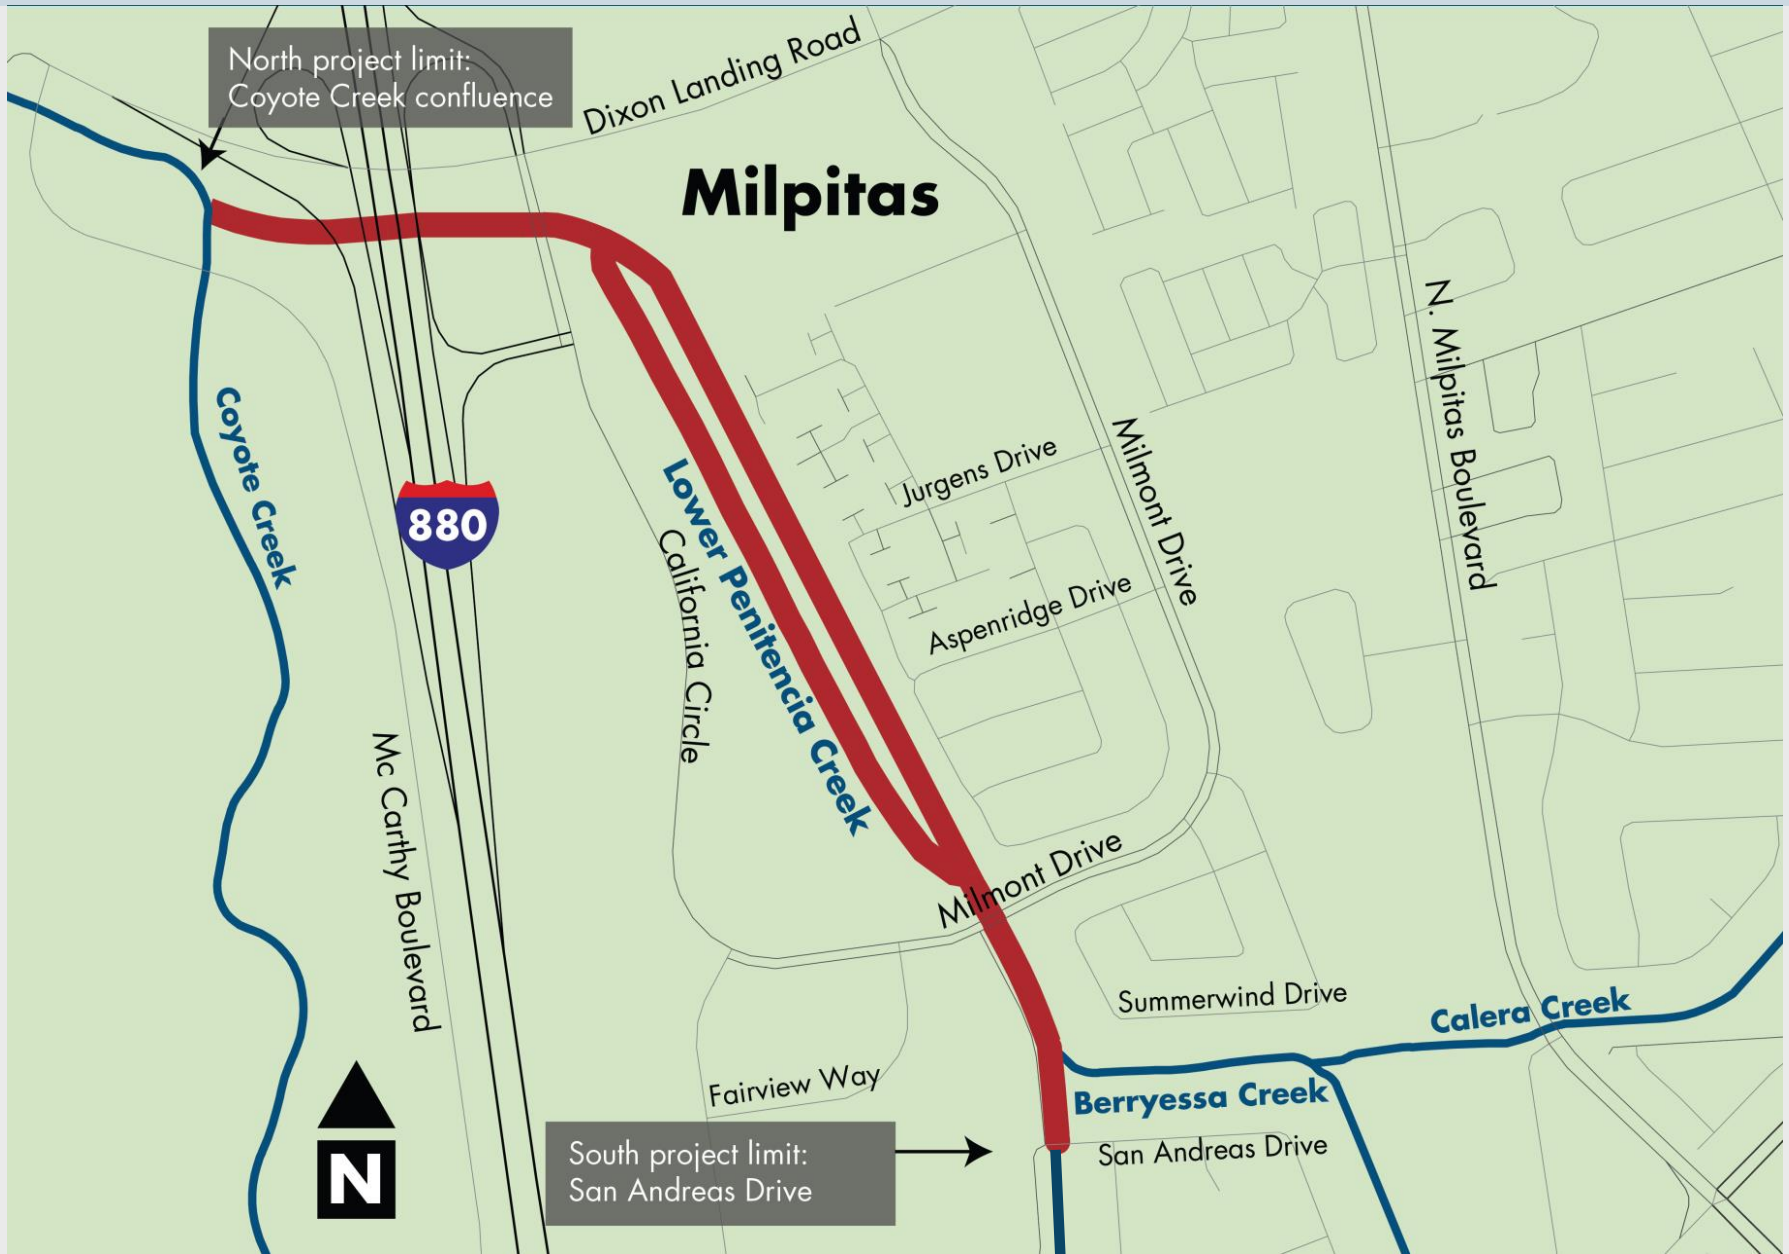 North project limit:
Coyote Creek confluence
Dixon Landing Road
Milpitas
N. Milpitas Boulevard
Coyote Creek
Milmont Drive
Jurgens Drive
880
Lower Penitencia Creek
California Circle
Aspenridge Drive
Mc Carthy Boulevard
Milmont Drive
Summerwind Drive
Calera Creek
Fairview Way
Berryessa Creek
South project limit:
San Andreas Drive
San Andreas Drive
N